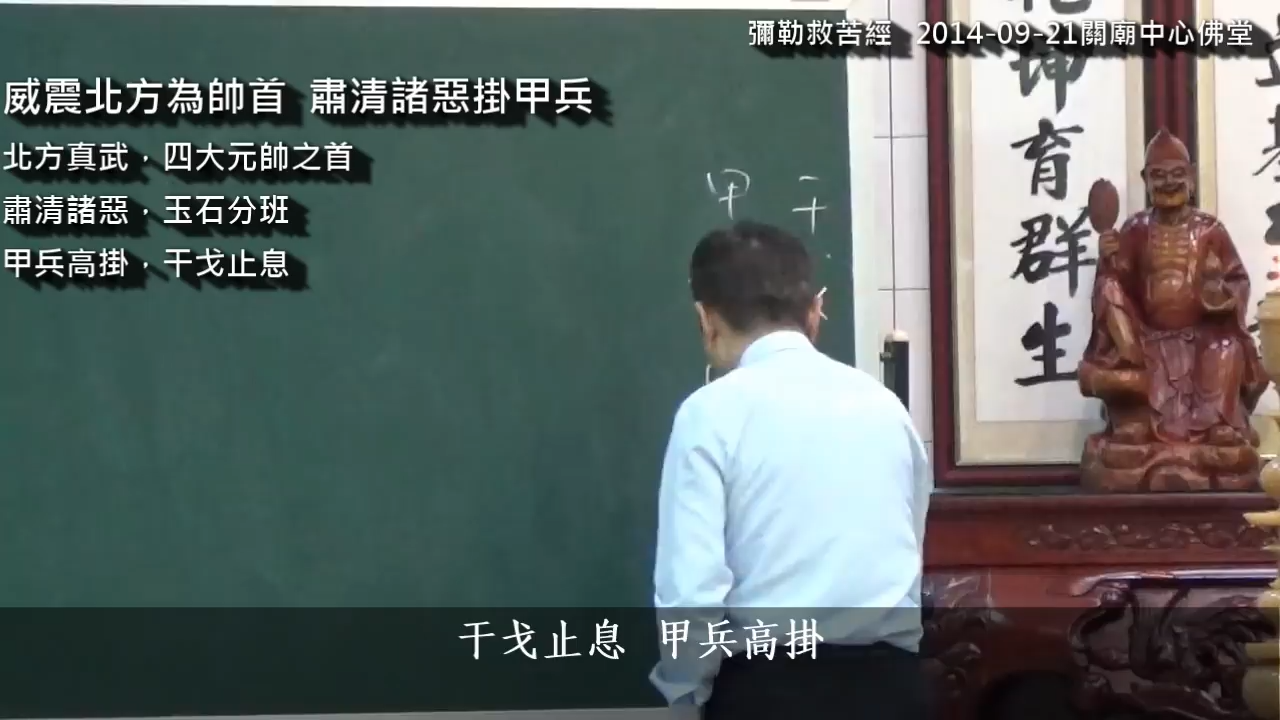 彌勒救苦經 2014-09-21關廟中心佛堂
威震北方為帥首 肅清諸惡掛甲兵
北方真武，四大元帥之首
肅清諸惡，玉石分班
甲兵高掛，干戈止息
甲 干
坤育群生
干戈止息 甲兵高掛